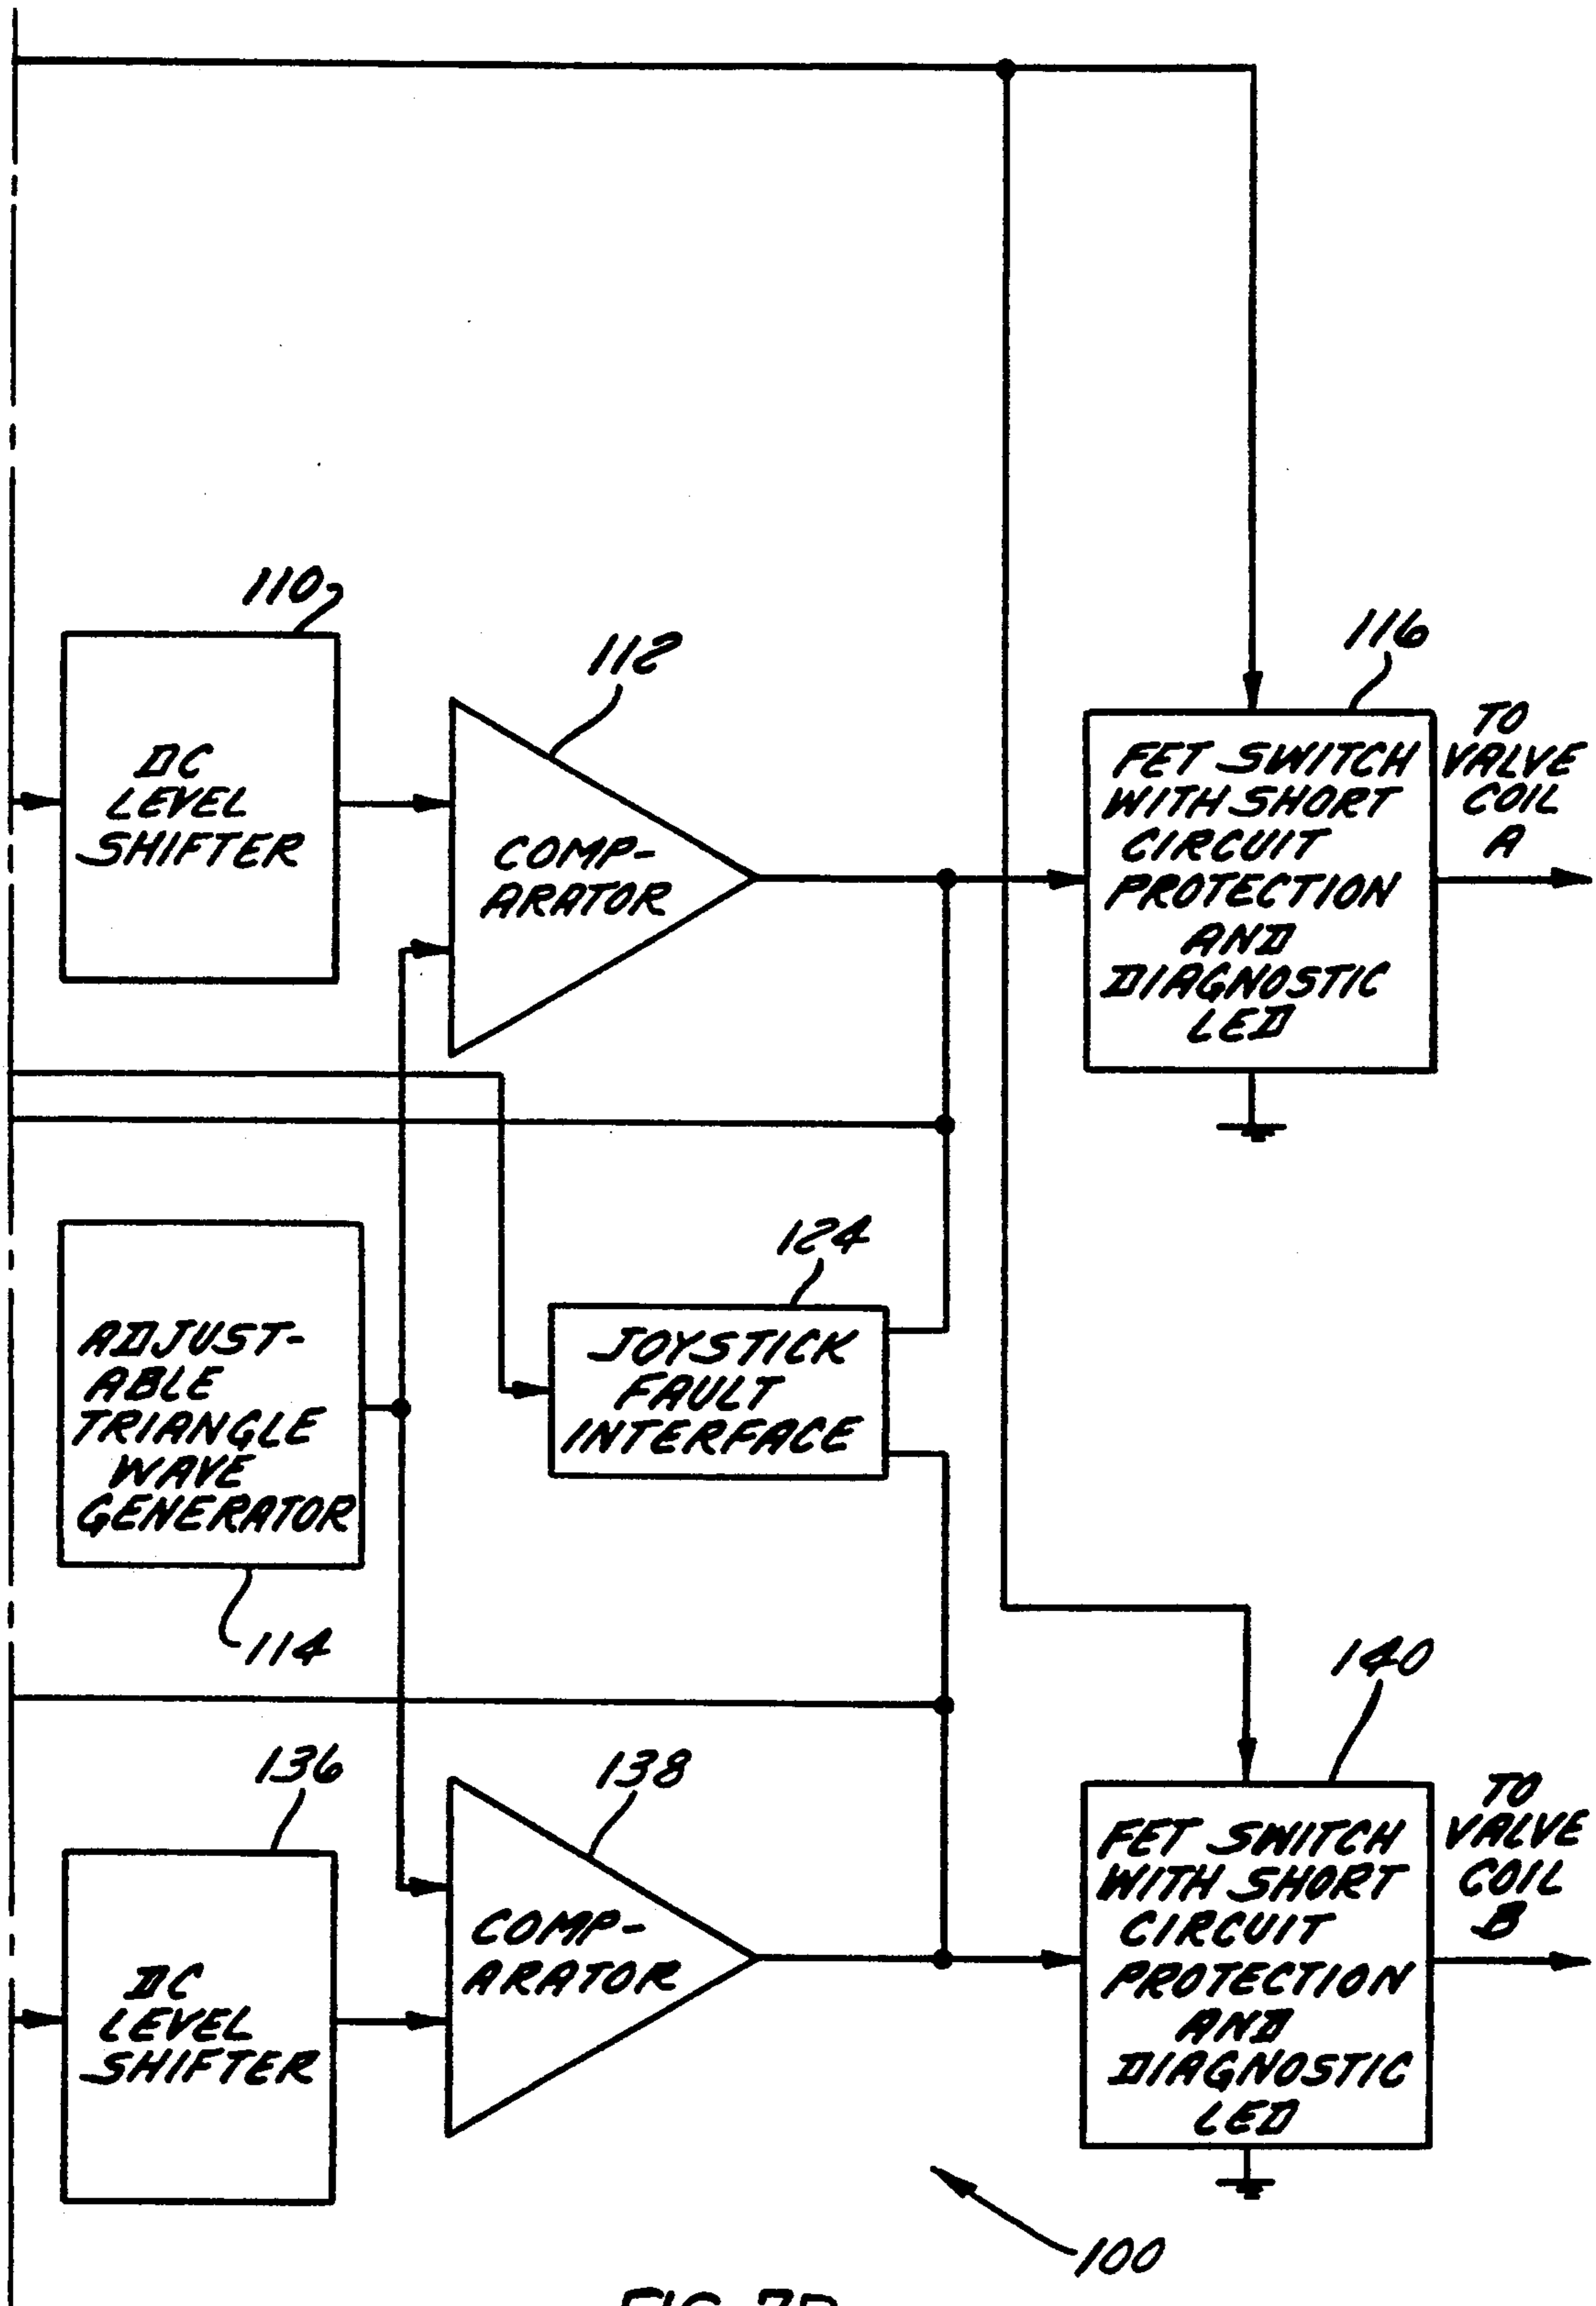 110
DC
LEVEL
SHIFTER
112
COMP-
ARATOR
116
FET SWITCH
WITH SHORT
CIRCUIT
PROTECTION
AND
DIAGNOSTIC
LED
TO
VALVE
COIL
A
ADJUST-
ABLE
TRIANGLE
WAVE
GENERATOR
114
124
JOYSTICK
FAULT
INTERFACE
136
DC
LEVEL
SHIFTER
138
COMP-
ARATOR
140
FET SWITCH
WITH SHORT
CIRCUIT
PROTECTION
AND
DIAGNOSTIC
LED
TO
VALVE
COIL
B
100